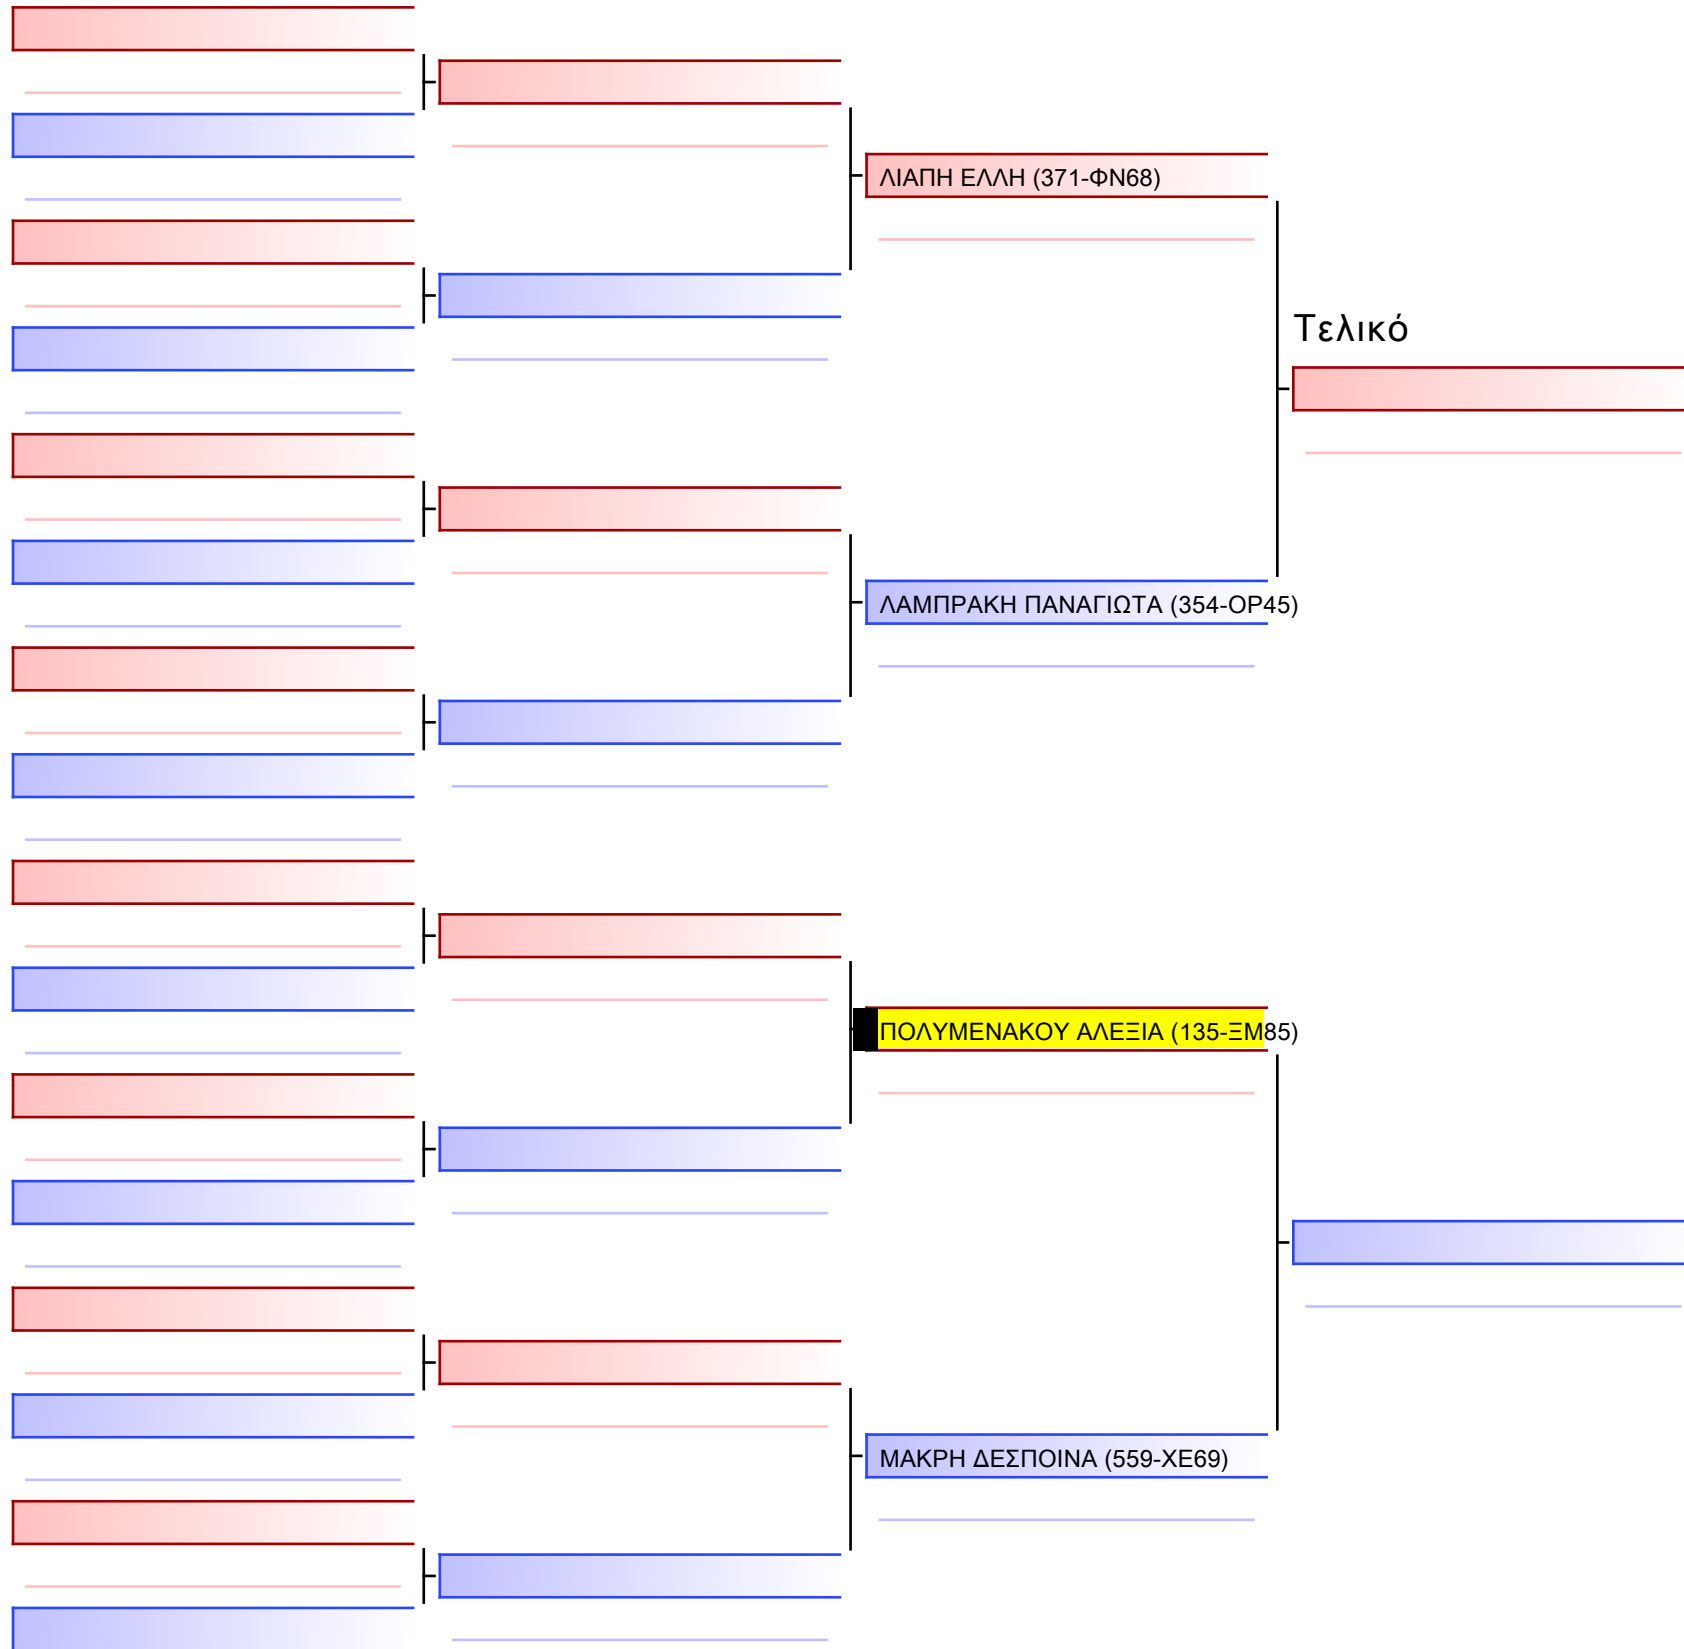 ΛΙΑΠΗ ΕΛΛΗ (371-ΦΝ68)
Τελικό
ΛΑΜΠΡΑΚΗ ΠΑΝΑΓΙΩΤΑ (354-ΟΡ45)
ΠΟΛΥΜΕΝΑΚΟΥ ΑΛΕΞΙΑ (135-ΞΜ85)
ΜΑΚΡΗ ΔΕΣΠΟΙΝΑ (559-ΧΕ69)